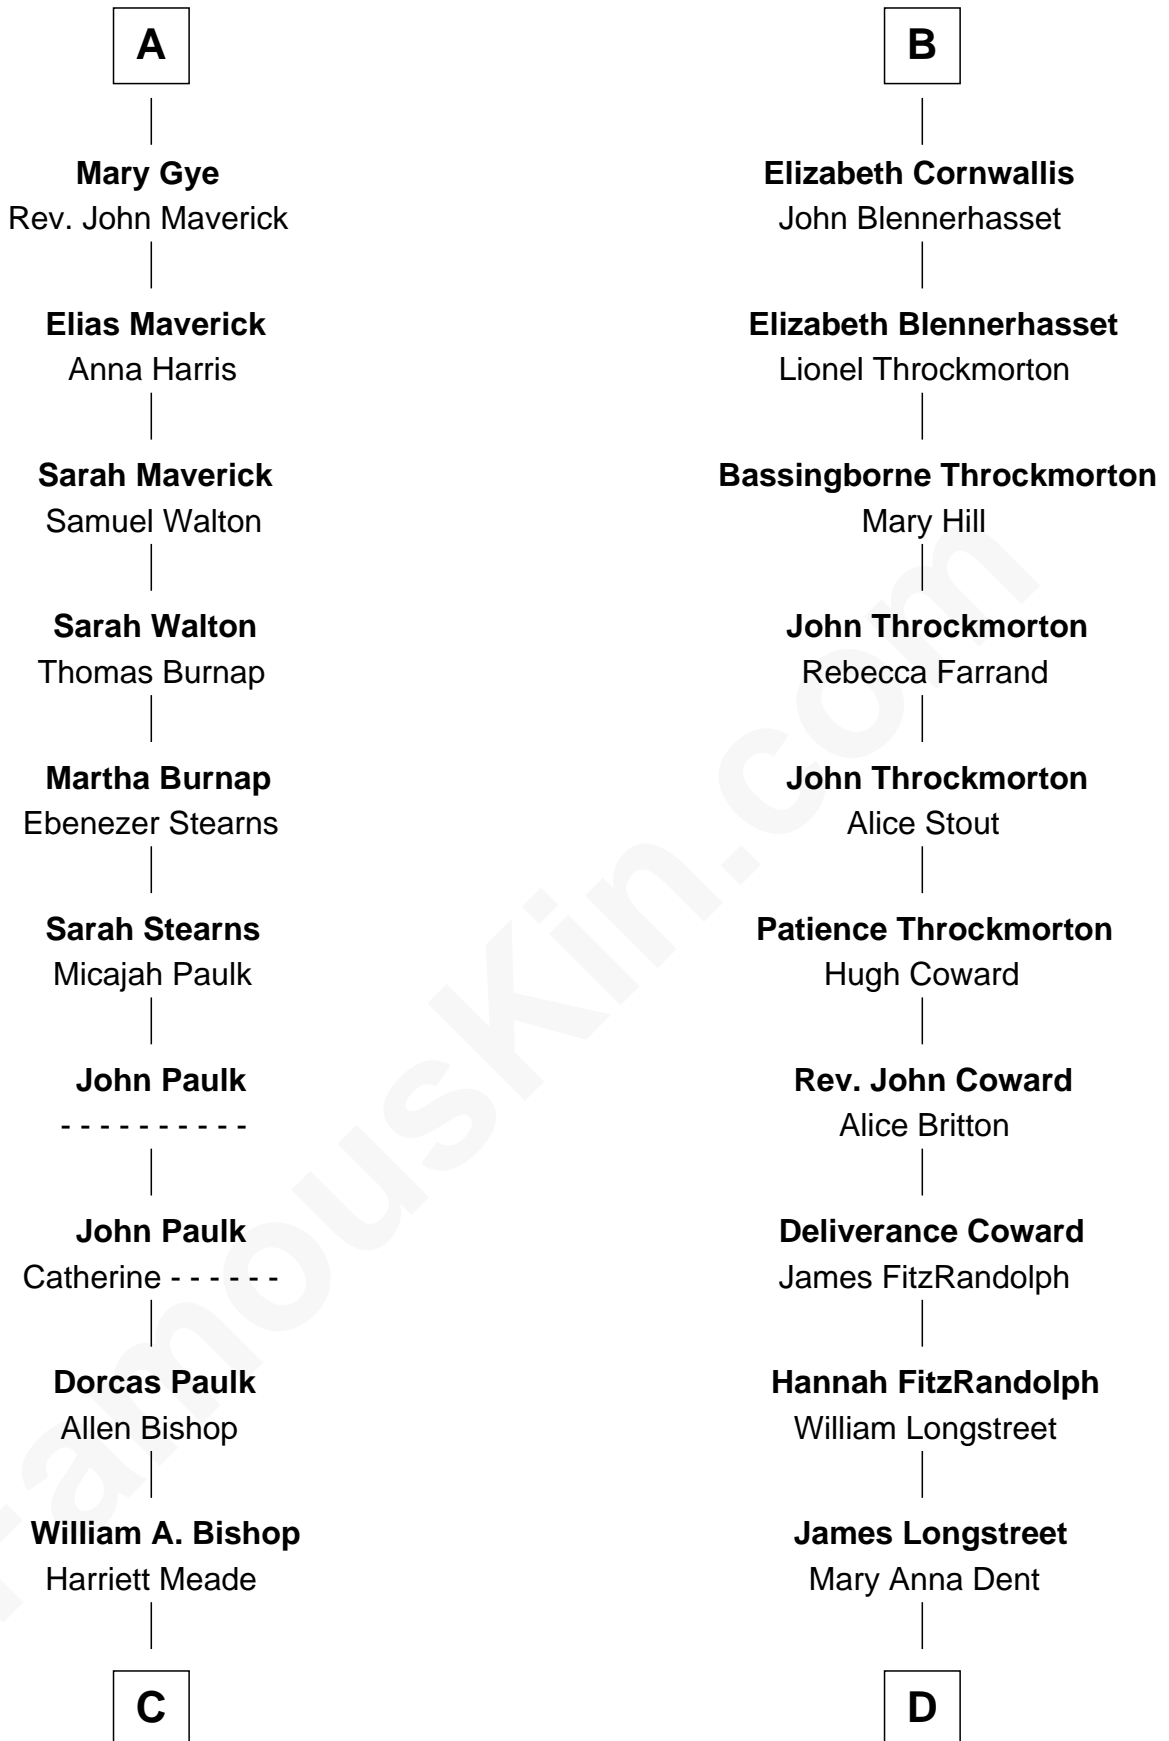 A
Mary Gye
Rev. John Maverick
Elias Maverick
Anna Harris
Sarah Maverick
Samuel Walton
Sarah Walton
Thomas Burnap
Martha Burnap
Ebenezer Stearns
Sarah Stearns
Micajah Paulk
John Paulk
- - - - - - - - - -
John Paulk
Catherine - - - - - -
Dorcas Paulk
Allen Bishop
William A. Bishop
Harriett Meade
C
B
Elizabeth Cornwallis
John Blennerhasset
Elizabeth Blennerhasset
Lionel Throckmorton
Bassingborne Throckmorton
Mary Hill
John Throckmorton
Rebecca Farrand
John Throckmorton
Alice Stout
Patience Throckmorton
Hugh Coward
Rev. John Coward
Alice Britton
Deliverance Coward
James FitzRandolph
Hannah FitzRandolph
William Longstreet
James Longstreet
Mary Anna Dent
D
FamousKin.com